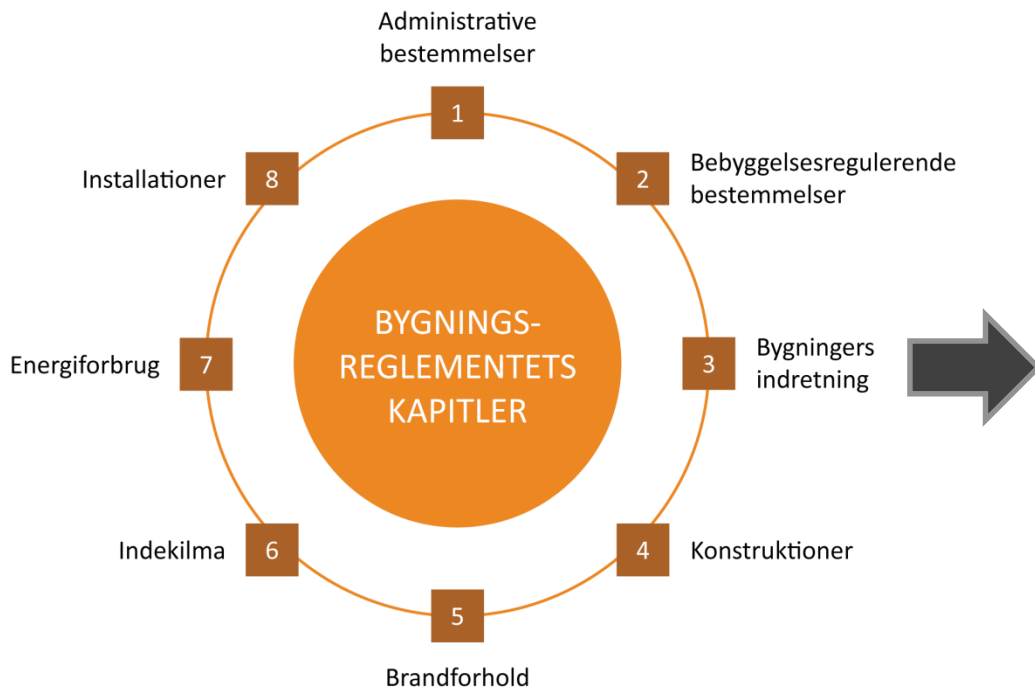 Administrative
bestemmelser
1
2
Bebyggelsesregulerende
bestemmelser
3
Bygningers
indretning
4
Konstruktioner
5
Brandforhold
6
Indekilma
7
Energiforbrug
8
Installationer
BYGNINGS-
REGLEMENTETS
KAPITLER